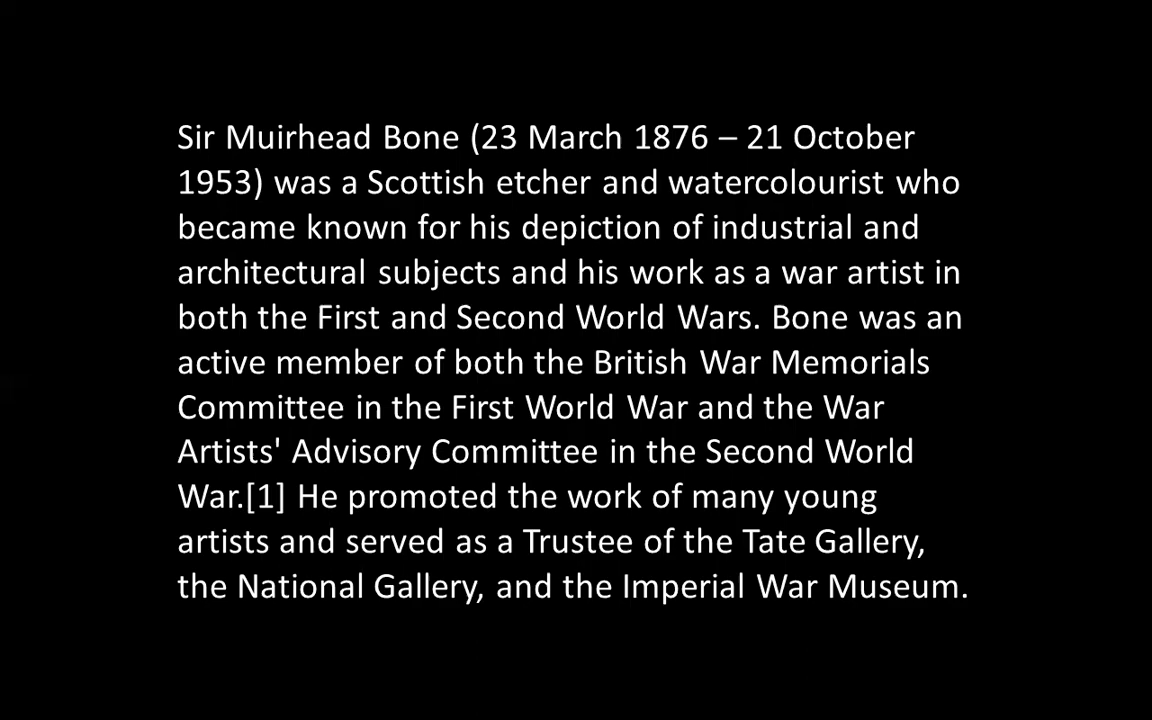 Sir Muirhead Bone (23 March 1876 – 21 October
1953) was a Scottish etcher and watercolourist who
became known for his depiction of industrial and
architectural subjects and his work as a war artist in
both the First and Second World Wars. Bone was an
active member of both the British War Memorials
Committee in the First World War and the War
Artists' Advisory Committee in the Second World
War.[1] He promoted the work of many young
artists and served as a Trustee of the Tate Gallery,
the National Gallery, and the Imperial War Museum.